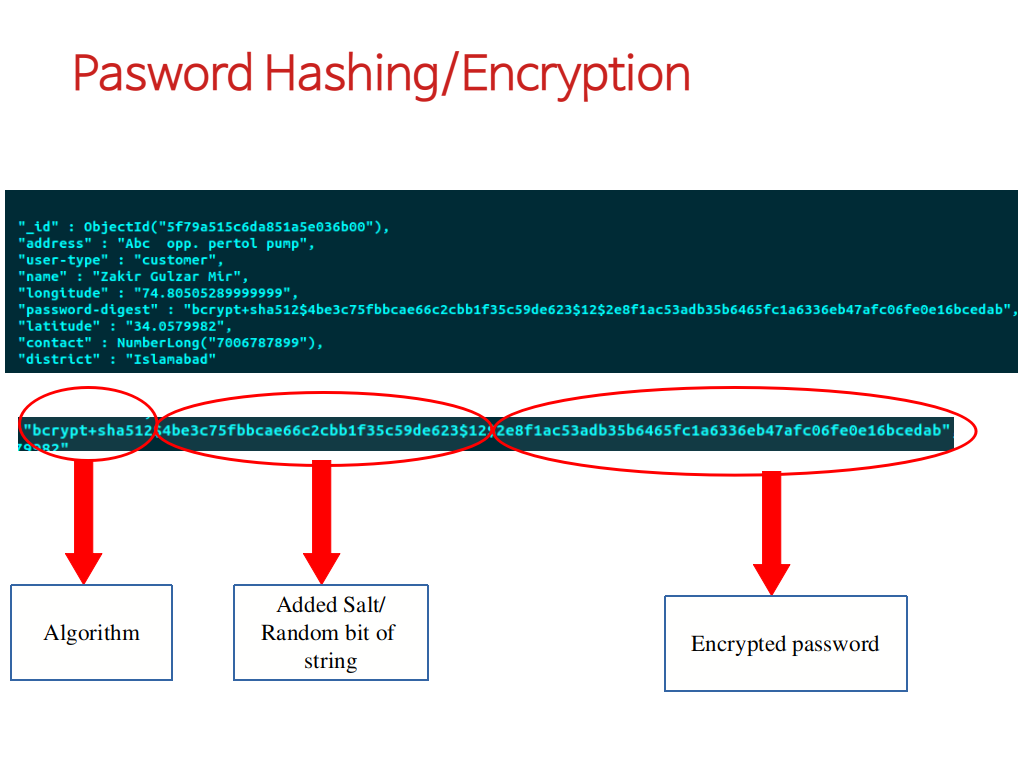 Pasword Hashing/Encryption
"_id" : ObjectId("5f79a515c6da851a5e036b00"),
"address" : "Abc  opp. pertol pump",
"user-type" : "customer",
"name" : "Zakir Gulzar Mir",
"longitude" : "74.80505289999999",
"password-digest" : "bcrypt+sha512$4be3c75fbbcae66c2cbb1f35c59de623$12$2e8f1ac53adb35b6465fc1a6336eb47afc06fe0e16bcedab",
"latitude" : "34.0579982",
"contact" : NumberLong("7006787899"),
"district" : "Islamabad"
"bcrypt+sha512$4be3c75fbbcae66c2cbb1f35c59de623$12$2e8f1ac53adb35b6465fc1a6336eb47afc06fe0e16bcedab"
79982"
Algorithm
Added Salt/
Random bit of
string
Encrypted password